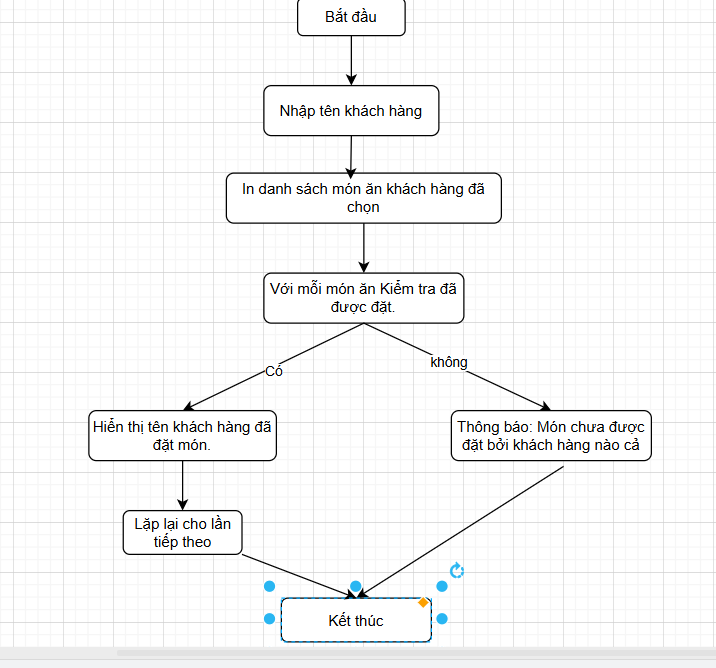 Bắt đầu
Nhập tên khách hàng
In danh sách món ăn khách hàng đã
chọn
Với mỗi món ăn Kiểm tra đã
được đặt.
Có
không
Hiển thị tên khách hàng đã
đặt món.
Thông báo: Món chưa được
đặt bởi khách hàng nào cả
Lặp lại cho lần
tiếp theo
Kết thúc